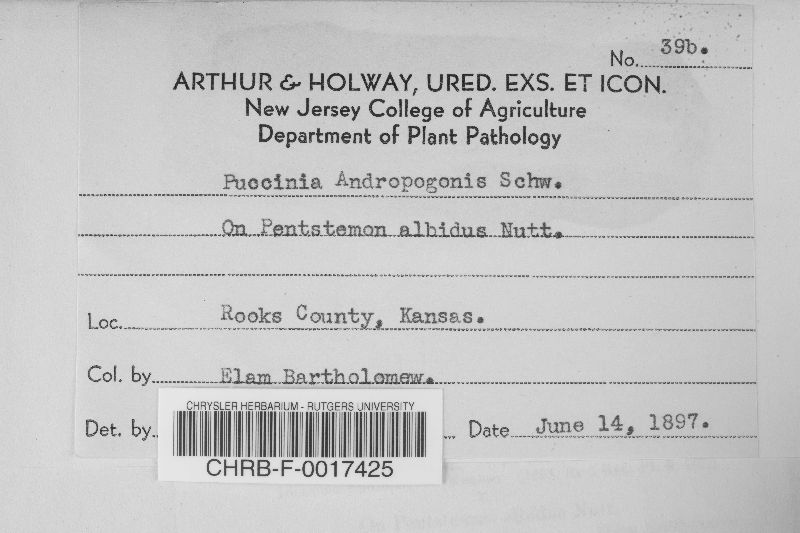 No. 39b.
ARTHUR & HOLWAY, URED. EXS. ET ICON.
New Jersey College of Agriculture
Department of Plant Pathology
Puccinia Andropogonis Schw.
On Pentstemon albidus Nutt.
Loc. Rooks County, Kansas.
Col. by Elam Bartholomew.
Det. by
Date June 14, 1897.
CHRYSLER HERBARIUM - RUTGERS UNIVERSITY
CHRB-F-0017425